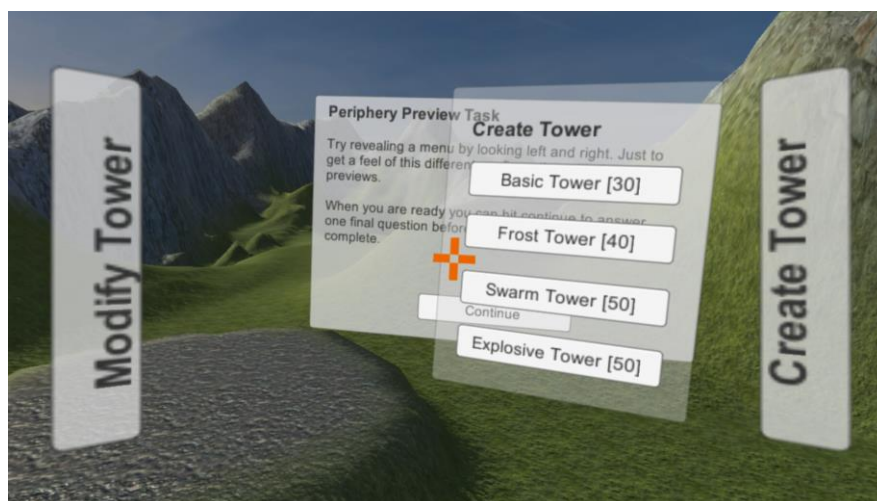 Modify Tower
Periphery Preview Task
Try revealing a menu by looking left and right. Just to
get a feel of this different
previews.
When you are ready you can hit continue to answer
one final question before
complete.
Continue
Create Tower
Basic Tower [30]
Frost Tower [40]
Swarm Tower [50]
Explosive Tower [50]
Create Tower